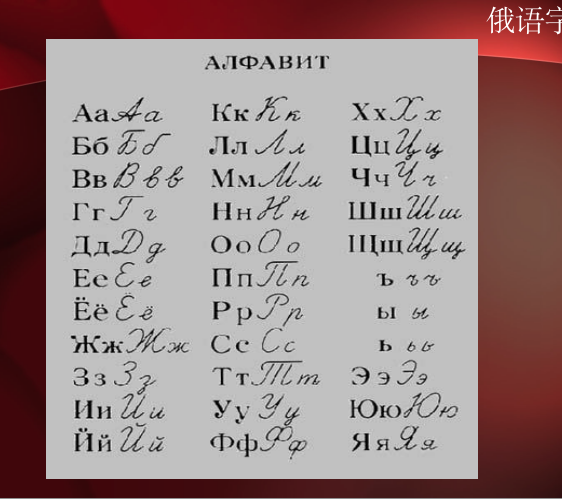 俄语字
АЛФАВИТ
Аа Аа Кк Кк Хх Хх
Бб Бб Лл Лл Цц Цц
Вв Ввв Мм Мм Чч Чч
Гг Гг Нн Нн Шш Шш
Дд Дд Оо Оо Щщ Щщ
Ее Ее Пп Пп ъ ъъ
Ёё Ёё Рр Рр ы ы
Жж Жж Сс Сс ь ьь
Зз Зз Тт Тт Ээ Ээ
Ии Ии Уу Уу Юю Юю
Йй Йй Фф Фф Яя Яя